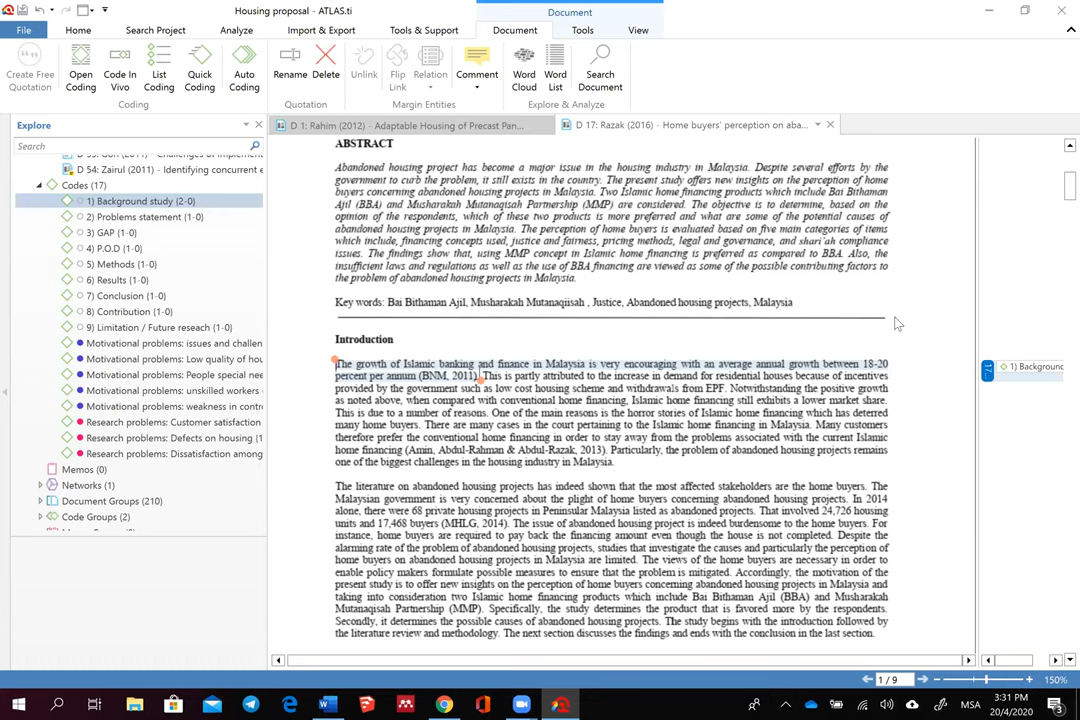 Housing proposal - ATLAS.ti
Document
File
Home
Search Project
Analyze
Import & Export
Tools & Support
Document
Tools
View
Create Free Quotation
Open Coding
Code In Vivo
List Coding
Quick Coding
Auto Coding
Rename
Delete
Unlink
Flip Link
Relation
Comment
Word Cloud
Word List
Search Document
Coding
Quotation
Margin Entities
Explore & Analyze
Explore
D 1: Rahim (2012) - Adaptable Housing of Precast Pan...
D 17: Razak (2016) - Home buyers' perception on aba...
Search
D 54: Zairul (2011) - Identifying concurrent e
Codes (17)
1) Background study (2-0)
2) Problems statement (1-0)
3) GAP (1-0)
4) P.O.D (1-0)
5) Methods (1-0)
6) Results (1-0)
7) Conclusion (1-0)
8) Contribution (1-0)
9) Limitation / Future reseach (1-0)
Motivational words: issues and challen
Motivational words: Low quality of hou
Motivational words: People special nee
Motivational words: unskilled workers
Motivational words: weakness in contr
Research problems: Customer satisfaction
Research problems: Defects on housing (1
Research problems: Dissatisfaction among
Memos (0)
Networks (1)
Document Groups (210)
Code Groups (2)
ABSTRACT
Abandoned housing project has become a major issue in the housing industry in Malaysia. Despite several efforts by the
government to curb the problem, it still exists in the country. The present study offers new insights on the perception of home
buyers concerning abandoned housing projects in Malaysia. Two Islamic home financing products which include Bai Bithaman
Ajil (BBA) and Musharakah Mutanaqisah Partnership (MMP) are considered. The objective is to determine, based on the
opinion of the respondents, which of these two products is more preferred and what are some of the potential causes of
abandoned housing projects in Malaysia. The perception of home buyers is evaluated based on five main categories of items
which include, financing concepts used, justice and fairness, pricing methods, legal and governance, and shari'ah compliance
issues. The findings show that, using MMP concept in Islamic home financing is preferred as compared to BBA. Also, the
insufficient laws and regulations as well as the use of BBA financing are viewed as some of the possible contributing factors to
the problem of abandoned housing projects in Malaysia.
Key words: Bai Bithaman Ajil, Musharakah Mutanaqiisah , Justice, Abandoned housing projects, Malaysia
Introduction
The growth of Islamic banking and finance in Malaysia is very encouraging with an average annual growth between 18-20
percent per annum (BNM, 2011). This is partly attributed to the increase in demand for residential houses because of incentives
provided by the government such as low cost housing scheme and withdrawals from EPF. Notwithstanding the positive growth
as noted above, when compared with conventional home financing, Islamic home financing still exhibits a lower market share.
This is due to a number of reasons. One of the main reasons is the horror stories of Islamic home financing which has deterred
many home buyers. There are many cases in the court pertaining to the Islamic home financing in Malaysia. Many customers
therefore prefer the conventional home financing in order to stay away from the problems associated with the current Islamic
home financing (Amin, Abdul-Rahman & Abdul-Razak, 2013). Particularly, the problem of abandoned housing projects remains
one of the biggest challenges in the housing industry in Malaysia.
The literature on abandoned housing projects has indeed shown that the most affected stakeholders are the home buyers. The
Malaysian government is very concerned about the plight of home buyers concerning abandoned housing projects. In 2014
alone, there were 68 private housing projects in Peninsular Malaysia listed as abandoned projects. That involved 24,726 housing
units and 17,468 buyers (MHLG, 2014). The issue of abandoned housing project is indeed burdensome to the home buyers. For
instance, home buyers are required to pay back the financing amount even though the house is not completed. Despite the
alarming rate of the problem of abandoned housing projects, studies that investigate the causes and particularly the perception of
home buyers on abandoned housing projects in Malaysia are limited. The views of the home buyers are necessary in order to
enable policy makers formulate possible measures to ensure that the problem is mitigated. Accordingly, the motivation of the
present study is to offer new insights on the perception of home buyers concerning abandoned housing projects in Malaysia and
taking into consideration two Islamic home financing products which include Bai Bithaman Ajil (BBA) and Musharakah
Mutanaqisah Partnership (MMP). Specifically, the study determines the product that is favored more by the respondents.
Secondly, it determines the possible causes of abandoned housing projects. The study begins with the introduction followed by
the literature review and methodology. The next section discusses the findings and ends with the conclusion in the last section.
17...
1) Background
1 / 9
150%
MSA
3:31 PM
20/4/2020
3